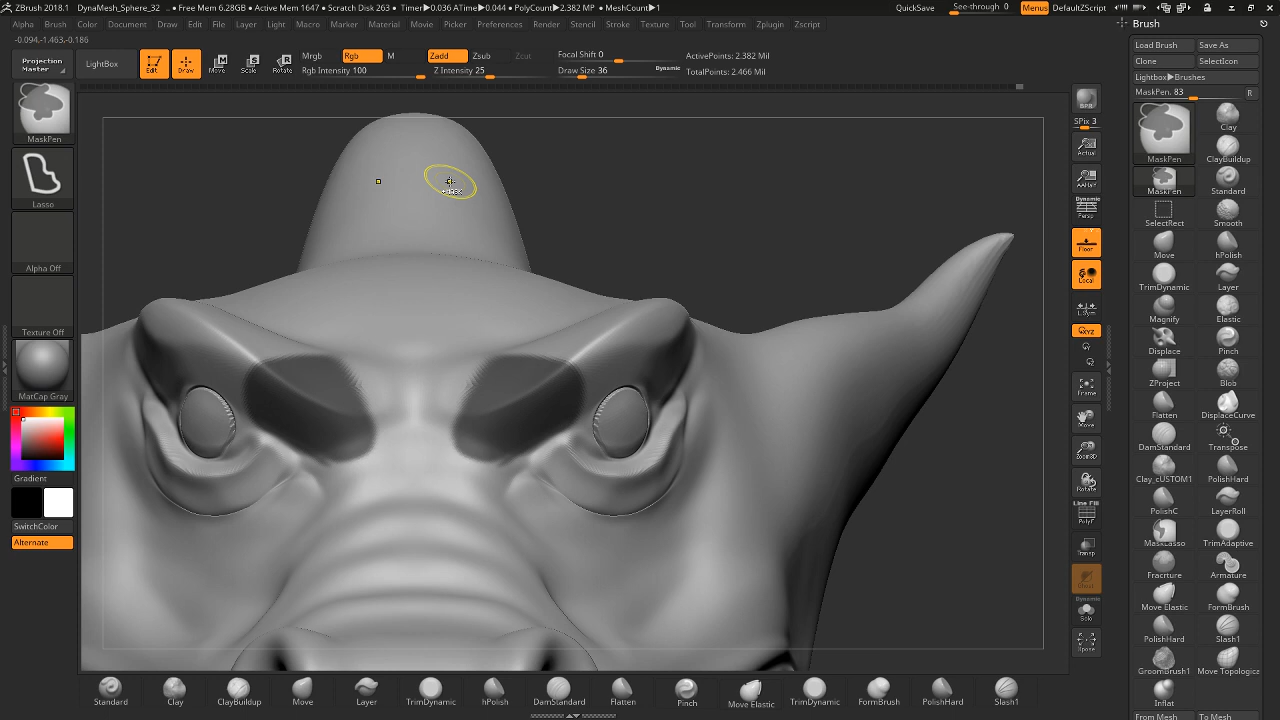 ZBrush 2018.1 DynaMesh_Sphere_32 .. • Free Mem 6.28GB • Active Mem 1647 • Scratch Disk 263 • Timer▶0.036 ATime▶0.044 • PolyCount▶2.382 MP • MeshCount▶1 QuickSave See-through 0 Menus DefaultZScript
Alpha Brush Color Document Draw Edit File Layer Light Macro Marker Material Movie Picker Preferences Render Stencil Stroke Texture Tool Transform Zplugin Zscript
-0.094,-1.463,-0.186
Projection Master
LightBox
Edit
Draw
Move
Scale
Rotate
Mrgb Rgb M
Rgb Intensity 100
Zadd Zsub Zcut
Z Intensity 25
Focal Shift 0
Draw Size 36
Dynamic
ActivePoints: 2.382 Mil
TotalPoints: 2.466 Mil
MaskPen
Lasso
Alpha Off
Texture Off
MatCap Gray
Gradient
SwitchColor
Alternate
BPR
SPix 3
Actual
AAHalf
Dynamic
Persp
Floor
Local
L.Sym
XYZ
Frame
Move
Zoom3D
Rotate
Line Fill
PolyF
Transp
Ghost
Dynamic
Solo
Xpose
Brush
Load Brush Save As
Clone SelectIcon
Lightbox▶Brushes
MaskPen. 83 R
MaskPen Clay
ClayBuildup
MaskPen Standard
SelectRect Smooth
Move hPolish
TrimDynamic Layer
Magnify Elastic
Displace Pinch
ZProject Blob
Flatten DisplaceCurve
DamStandard Transpose
Clay_cUSTOM1 PolishHard
PolishC LayerRoll
MaskLasso TrimAdaptive
Fracrture Armature
Move Elastic FormBrush
PolishHard Slash1
GroomBrush1 Move Topologica
Inflat
From Mesh To Mesh
Standard Clay ClayBuildup Move Layer TrimDynamic hPolish DamStandard Flatten Pinch Move Elastic TrimDynamic FormBrush PolishHard Slash1